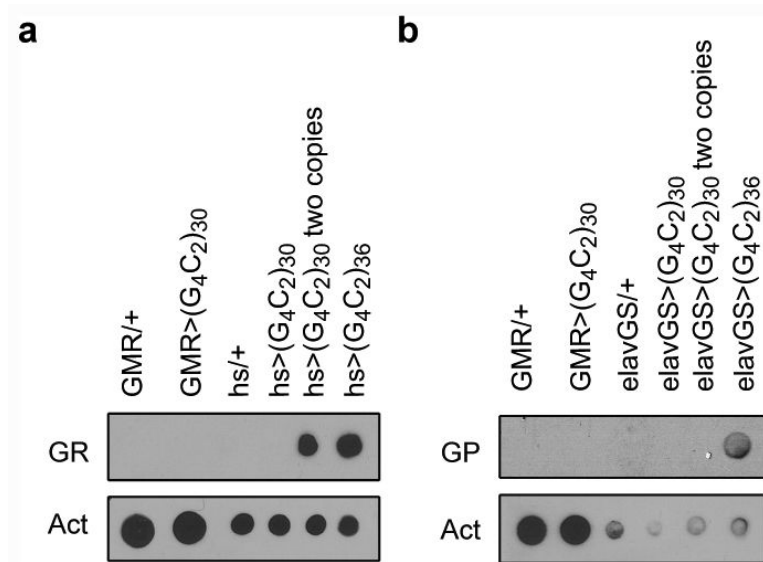 a
GMR/+
GMR>(G₄C₂)₃₀
hs/+
hs>(G₄C₂)₃₀
hs>(G₄C₂)₃₀ two copies
hs>(G₄C₂)₃₆
GR
Act
b
GMR/+
GMR>(G₄C₂)₃₀
elavGS/+
elavGS>(G₄C₂)₃₀
elavGS>(G₄C₂)₃₀ two copies
elavGS>(G₄C₂)₃₆
GP
Act